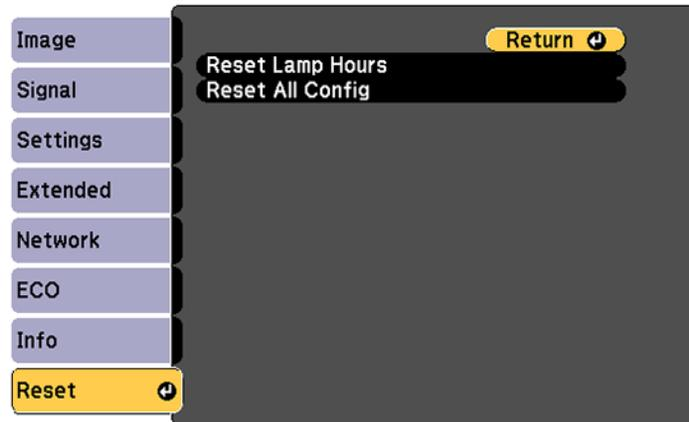 Image
Signal
Settings
Extended
Network
ECO
Info
Reset
Return
Reset Lamp Hours
Reset All Config